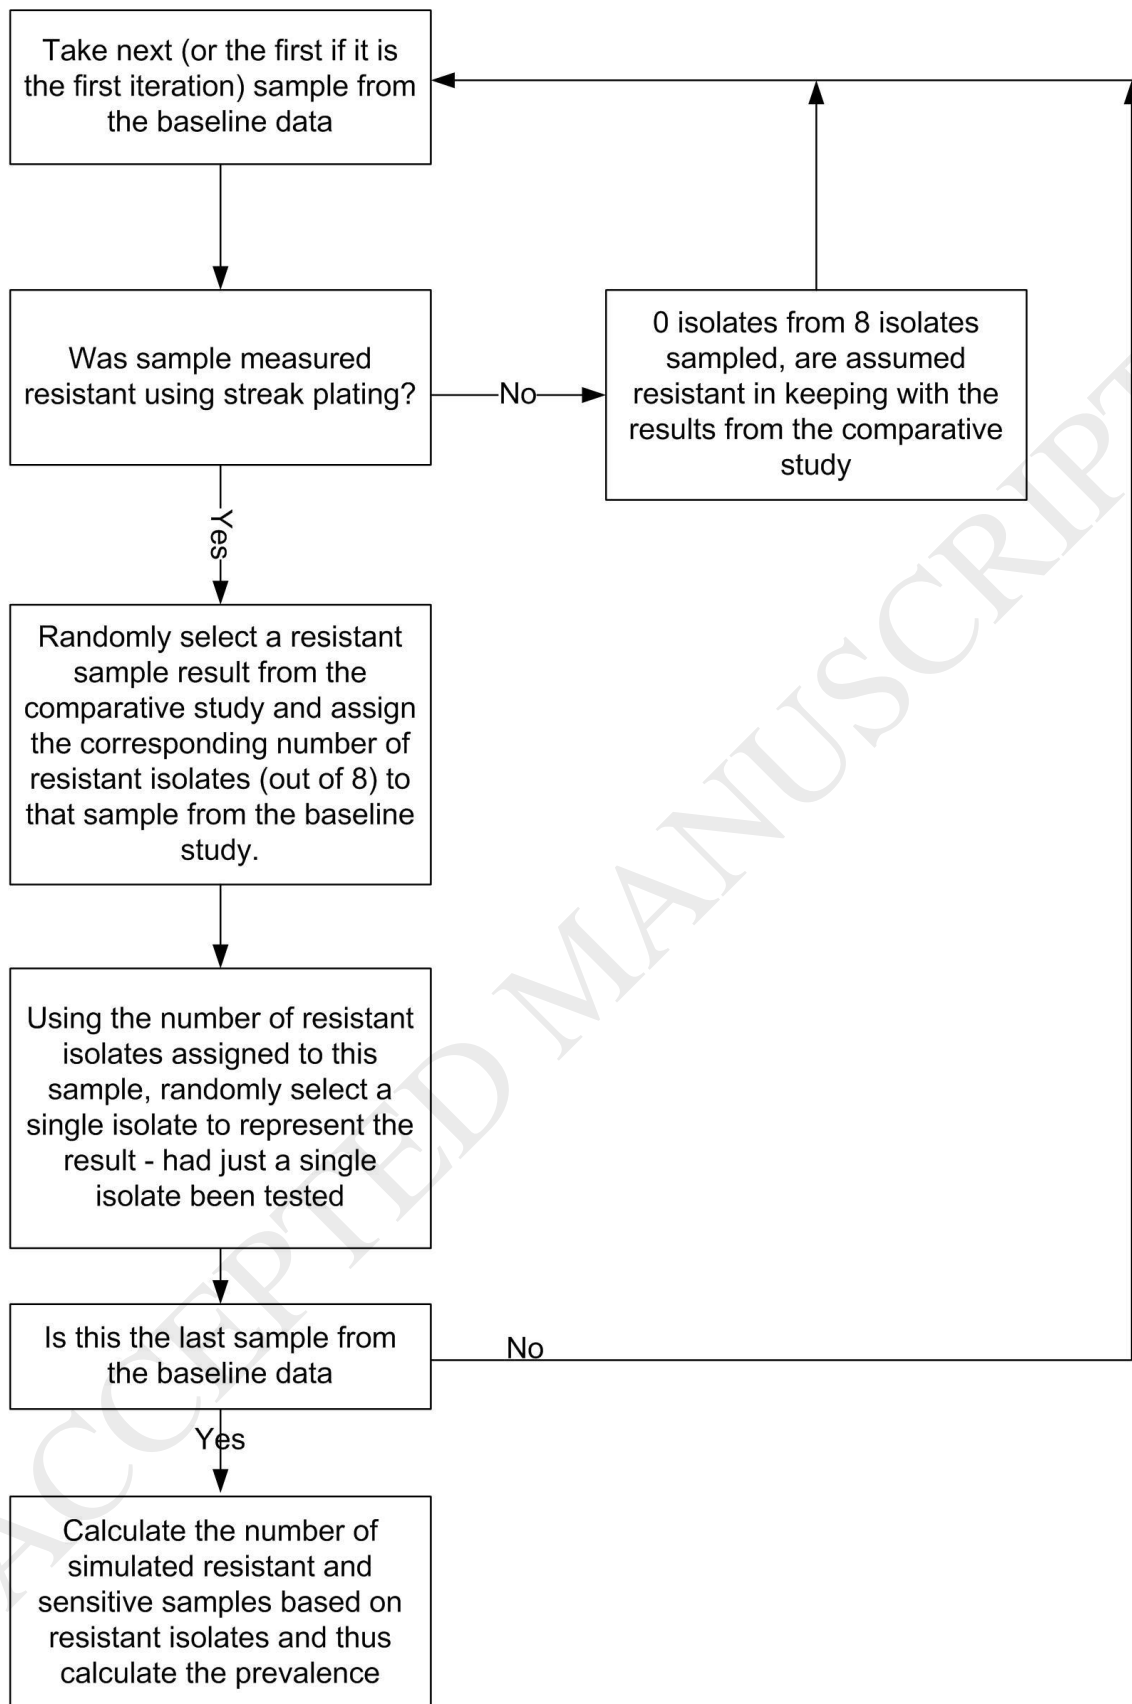 Take next (or the first if it is
the first iteration) sample from
the baseline data
Was sample measured
resistant using streak plating?
No
0 isolates from 8 isolates
sampled, are assumed
resistant in keeping with the
results from the comparative
study
Yes
Randomly select a resistant
sample result from the
comparative study and assign
the corresponding number of
resistant isolates (out of 8) to
that sample from the baseline
study.
Using the number of resistant
isolates assigned to this
sample, randomly select a
single isolate to represent the
result - had just a single
isolate been tested
Is this the last sample from
the baseline data
No
Yes
Calculate the number of
simulated resistant and
sensitive samples based on
resistant isolates and thus
calculate the prevalence
ACCEPTED MANUSCRIPT